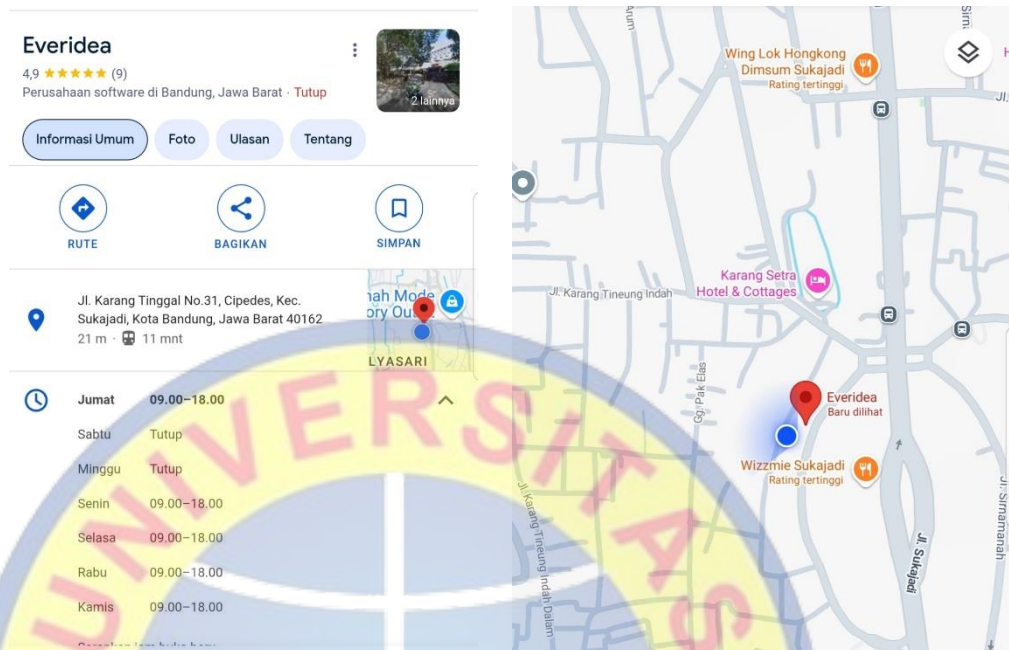 Everidea
4,9 ★★★★★ (9)
Perusahaan software di Bandung, Jawa Barat · Tutup
2 lainnya
Informasi Umum
Foto
Ulasan
Tentang
RUTE
BAGIKAN
SIMPAN
Jl. Karang Tinggal No.31, Cipedes, Kec.
Sukajadi, Kota Bandung, Jawa Barat 40162
21 m · 11 mnt
LYASARI
Jumat 09.00–18.00
Sabtu Tutup
Minggu Tutup
Senin 09.00–18.00
Selasa 09.00–18.00
Rabu 09.00–18.00
Kamis 09.00–18.00
UNIVERSITAS
Wing Lok Hongkong
Dimsum Sukajadi
Rating tertinggi
Karang Setra
Hotel & Cottages
Jl. Karang Tineung Indah
Gg. Pak Elas
Everidea
Baru dilihat
Wizzmie Sukajadi
Rating tertinggi
Jl. Karang Tineung Indah Dalam
Jl. Sukajadi
Jl. Sirnamanah